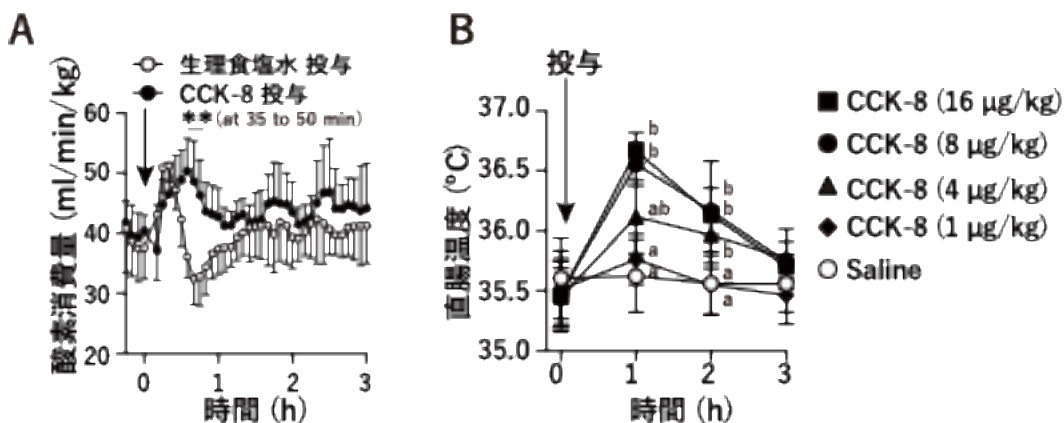 A
生理食塩水 投与
CCK-8 投与
** (at 35 to 50 min)
酸素消費量 (ml/min/kg)
60
50
40
30
20
0
1
2
3
時間 (h)
B
投与
直腸温度 (°C)
37.0
36.5
36.0
35.5
35.0
b
b
ab
a
a
b
b
b
a
a
0
1
2
3
時間 (h)
CCK-8 (16 μg/kg)
CCK-8 (8 μg/kg)
CCK-8 (4 μg/kg)
CCK-8 (1 μg/kg)
Saline